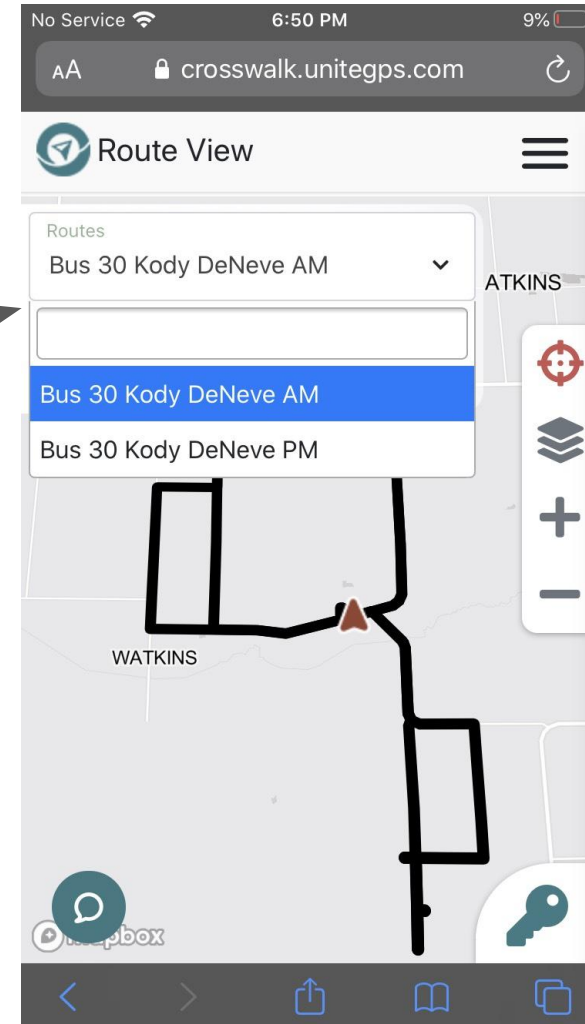 No Service 6:50 PM 9%
AA crosswalk.unitegps.com
Route View
Routes
Bus 30 Kody DeNeve AM
ATKINS
Bus 30 Kody DeNeve AM
Bus 30 Kody DeNeve PM
WATKINS
mapbox